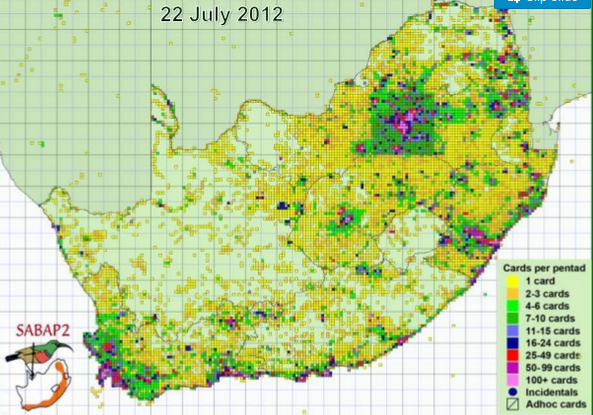 22 July 2012
SABAP2
Cards per pentad
1 card
2-3 cards
4-6 cards
7-10 cards
11-15 cards
16-24 cards
25-49 cards
50-99 cards
100+ cards
Incidentals
Adhoc cards